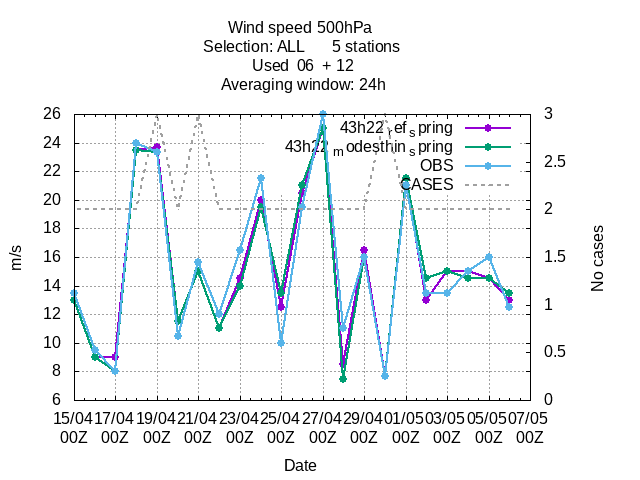 Wind speed 500hPa
Selection: ALL 5 stations
Used 06 + 12
Averaging window: 24h
26 24 22 20 18 16 14 12 10 8 6
3 2.5 2 1.5 1 0.5 0
m/s
No cases
43h22_ref_spring
43h22_modesthin_spring
OBS
CASES
15/04 17/04 19/04 21/04 23/04 25/04 27/04 29/04 01/05 03/05 05/05 07/05
00Z 00Z 00Z 00Z 00Z 00Z 00Z 00Z 00Z 00Z 00Z 00Z
Date